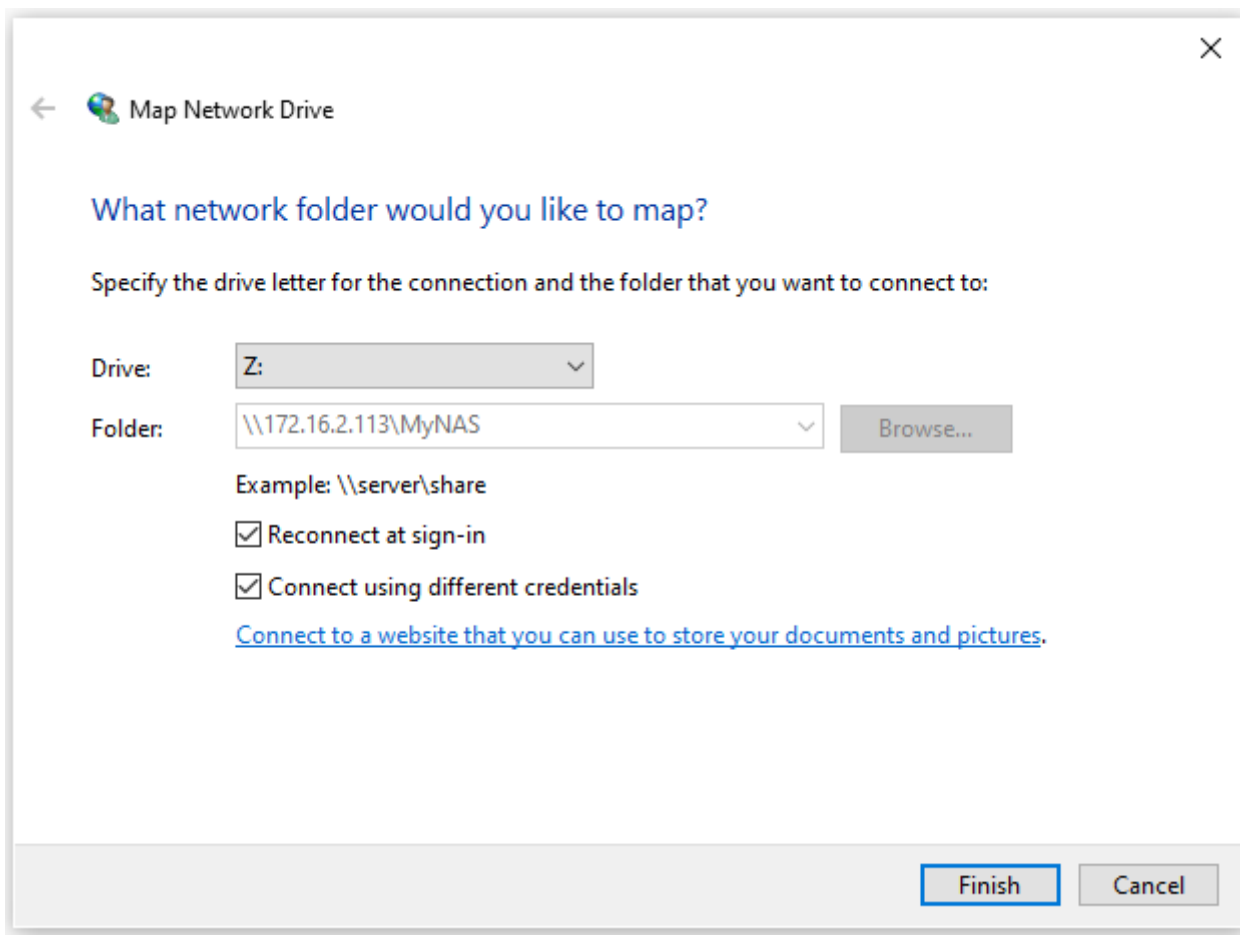 Map Network Drive
What network folder would you like to map?
Specify the drive letter for the connection and the folder that you want to connect to:
Drive: Z:
Folder: \\172.16.2.113\MyNAS Browse...
Example: \\server\share
Reconnect at sign-in
Connect using different credentials
Connect to a website that you can use to store your documents and pictures.
Finish Cancel